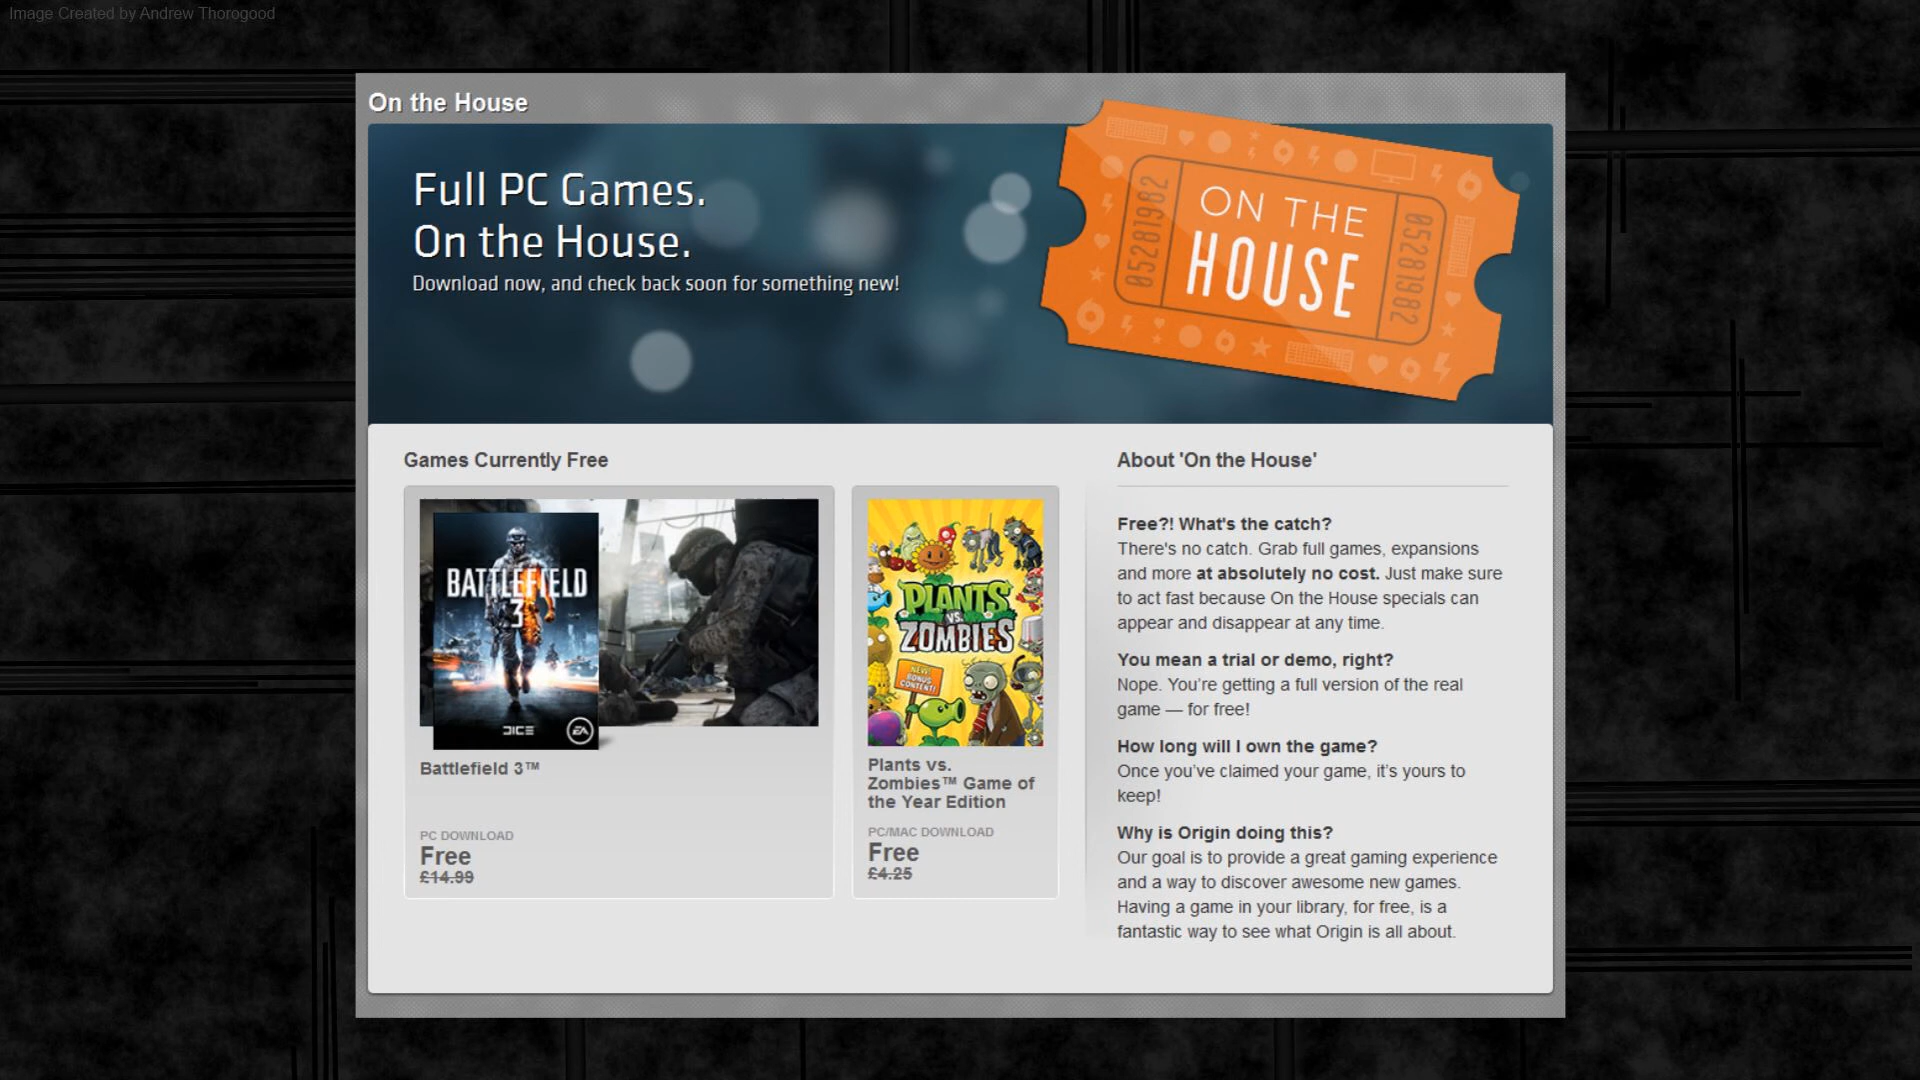 Image Created by Andrew Thorogood
On the House
Full PC Games.
On the House.
Download now, and check back soon for something new!
ON THE
HOUSE
05281982
05281982
Games Currently Free
BATTLEFIELD
3
DICE
EA
Battlefield 3™
PC DOWNLOAD
Free
£14.99
PLANTS
VS.
ZOMBIES
NEW!
BONUS
CONTENT!
Plants vs.
Zombies™ Game of
the Year Edition
PC/MAC DOWNLOAD
Free
£4.25
About 'On the House'
Free?! What's the catch?
There's no catch. Grab full games, expansions
and more at absolutely no cost. Just make sure
to act fast because On the House specials can
appear and disappear at any time.
You mean a trial or demo, right?
Nope. You’re getting a full version of the real
game — for free!
How long will I own the game?
Once you’ve claimed your game, it’s yours to
keep!
Why is Origin doing this?
Our goal is to provide a great gaming experience
and a way to discover awesome new games.
Having a game in your library, for free, is a
fantastic way to see what Origin is all about.